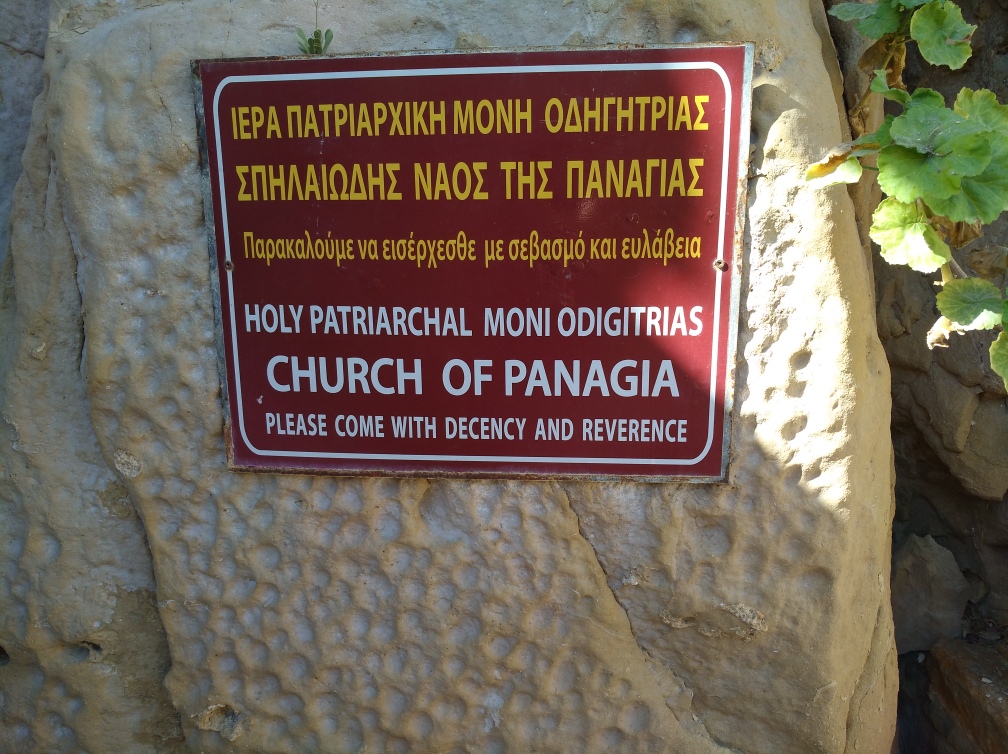 ΙΕΡΑ ΠΑΤΡΙΑΡΧΙΚΗ ΜΟΝΗ ΟΔΗΓΗΤΡΙΑΣ
ΣΠΗΛΑΙΩΔΗΣ ΝΑΟΣ ΤΗΣ ΠΑΝΑΓΙΑΣ
Παρακαλούμε να εισέρχεσθε με σεβασμό και ευλάβεια
HOLY PATRIARCHAL MONI ODIGITRIAS
CHURCH OF PANAGIA
PLEASE COME WITH DECENCY AND REVERENCE